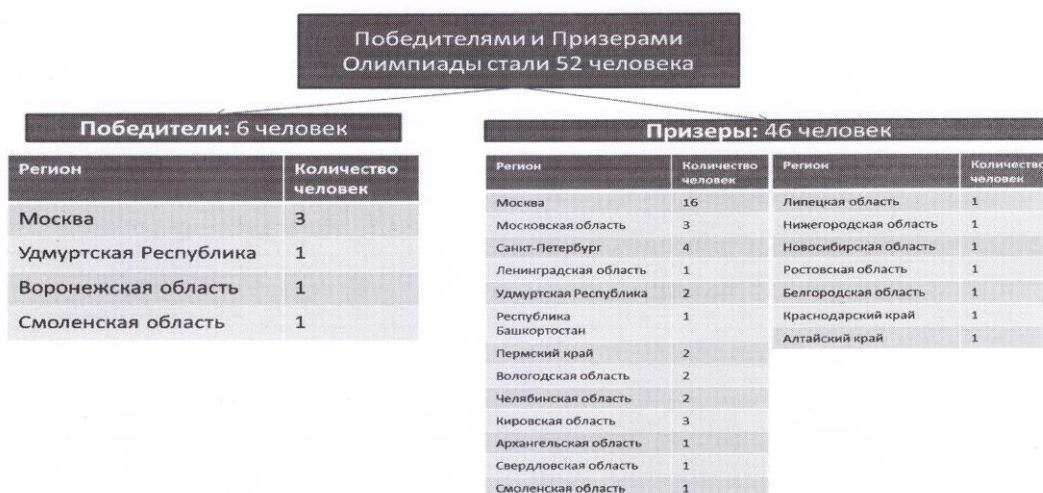 Победителями и Призерами
Олимпиады стали 52 человека
Победители: 6 человек
Регион Количество
человек
Москва 3
Удмуртская Республика 1
Воронежская область 1
Смоленская область 1
Призеры: 46 человек
Регион Количество
человек
Москва 16
Московская область 3
Санкт-Петербург 4
Ленинградская область 1
Удмуртская Республика 2
Республика
Башкортостан 1
Пермский край 2
Вологодская область 2
Челябинская область 2
Кировская область 3
Архангельская область 1
Свердловская область 1
Смоленская область 1
Регион Количество
человек
Липецкая область 1
Нижегородская область 1
Новосибирская область 1
Ростовская область 1
Белгородская область 1
Краснодарский край 1
Алтайский край 1